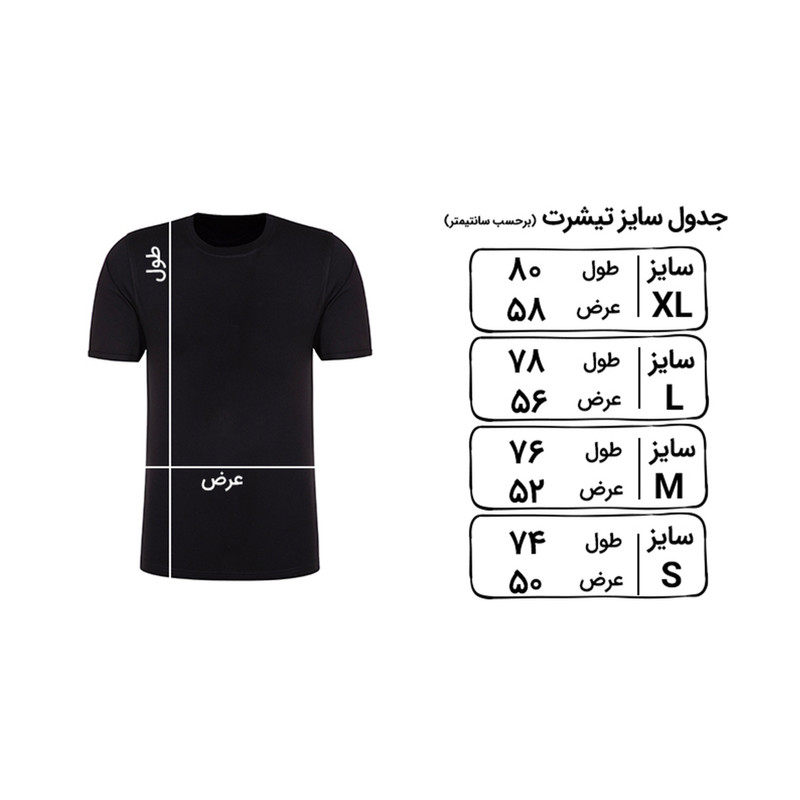 طول
عرض
جدول سایز تیشرت (برحسب سانتیمتر)
سایز XL
طول ۸۰
عرض ۵۸
سایز L
طول ۷۸
عرض ۵۶
سایز M
طول ۷۶
عرض ۵۲
سایز S
طول ۷۴
عرض ۵۰